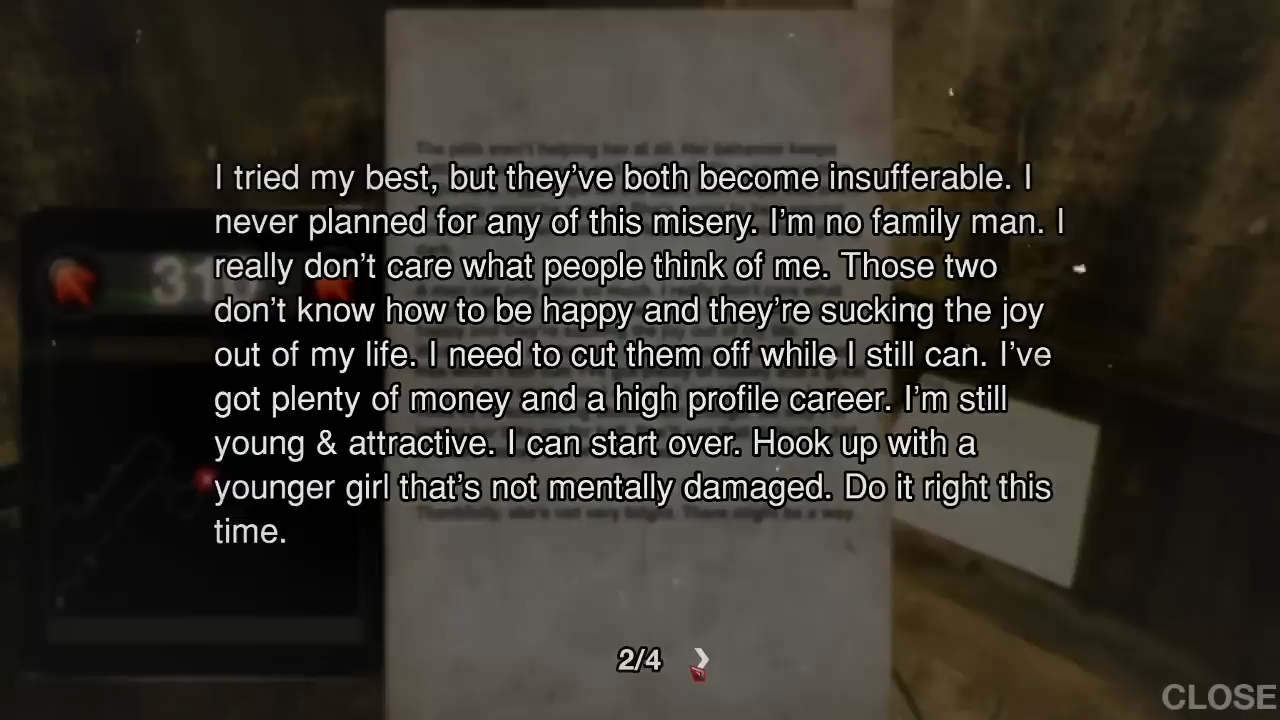 I tried my best, but they've both become insufferable. I
never planned for any of this misery. I'm no family man. I
really don't care what people think of me. Those two
don't know how to be happy and they're sucking the joy
out of my life. I need to cut them off while I still can. I've
got plenty of money and a high profile career. I'm still
young & attractive. I can start over. Hook up with a
younger girl that's not mentally damaged. Do it right this
time.
2/4
CLOSE